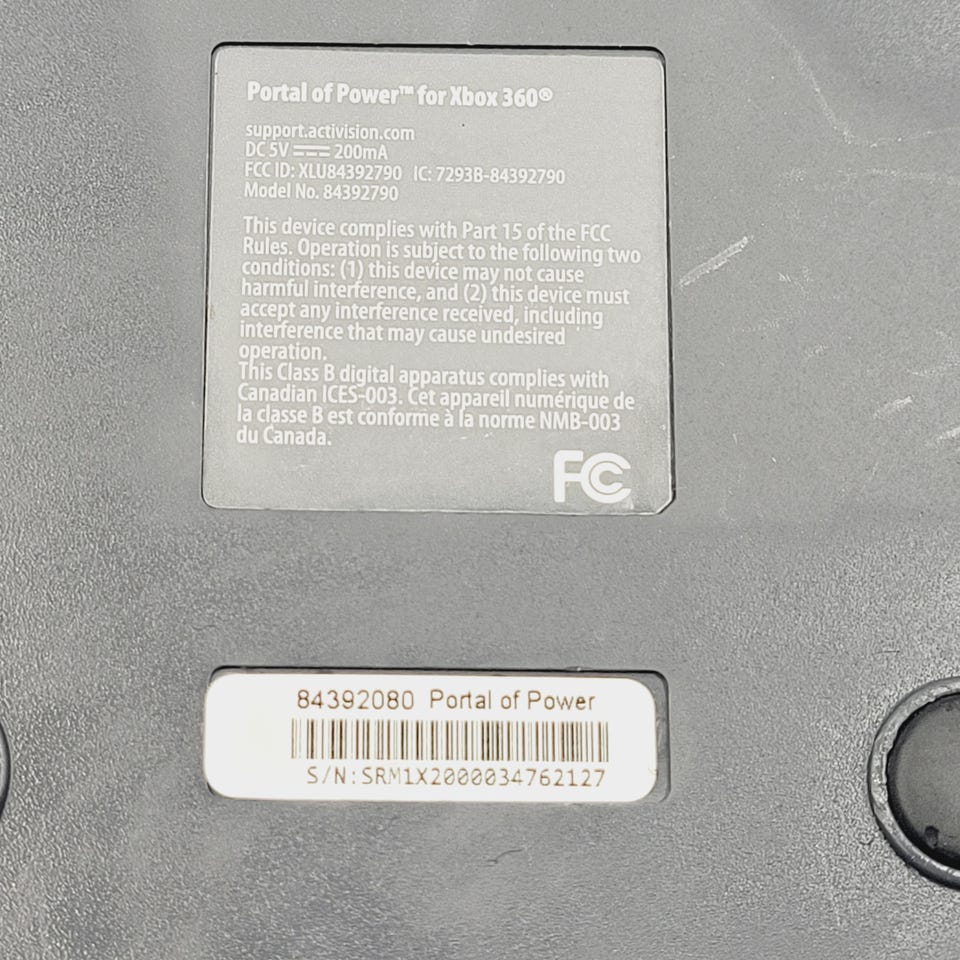 Portal of Power™ for Xbox 360®
support.activision.com
DC 5V ⎓ 200mA
FCC ID: XLU84392790 IC: 7293B-84392790
Model No. 84392790
This device complies with Part 15 of the FCC
Rules. Operation is subject to the following two
conditions: (1) this device may not cause
harmful interference, and (2) this device must
accept any interference received, including
interference that may cause undesired
operation.
This Class B digital apparatus complies with
Canadian ICES-003. Cet appareil numérique de
la classe B est conforme à la norme NMB-003
du Canada.
FC
84392080 Portal of Power
S/N:SRM1X2000034762127